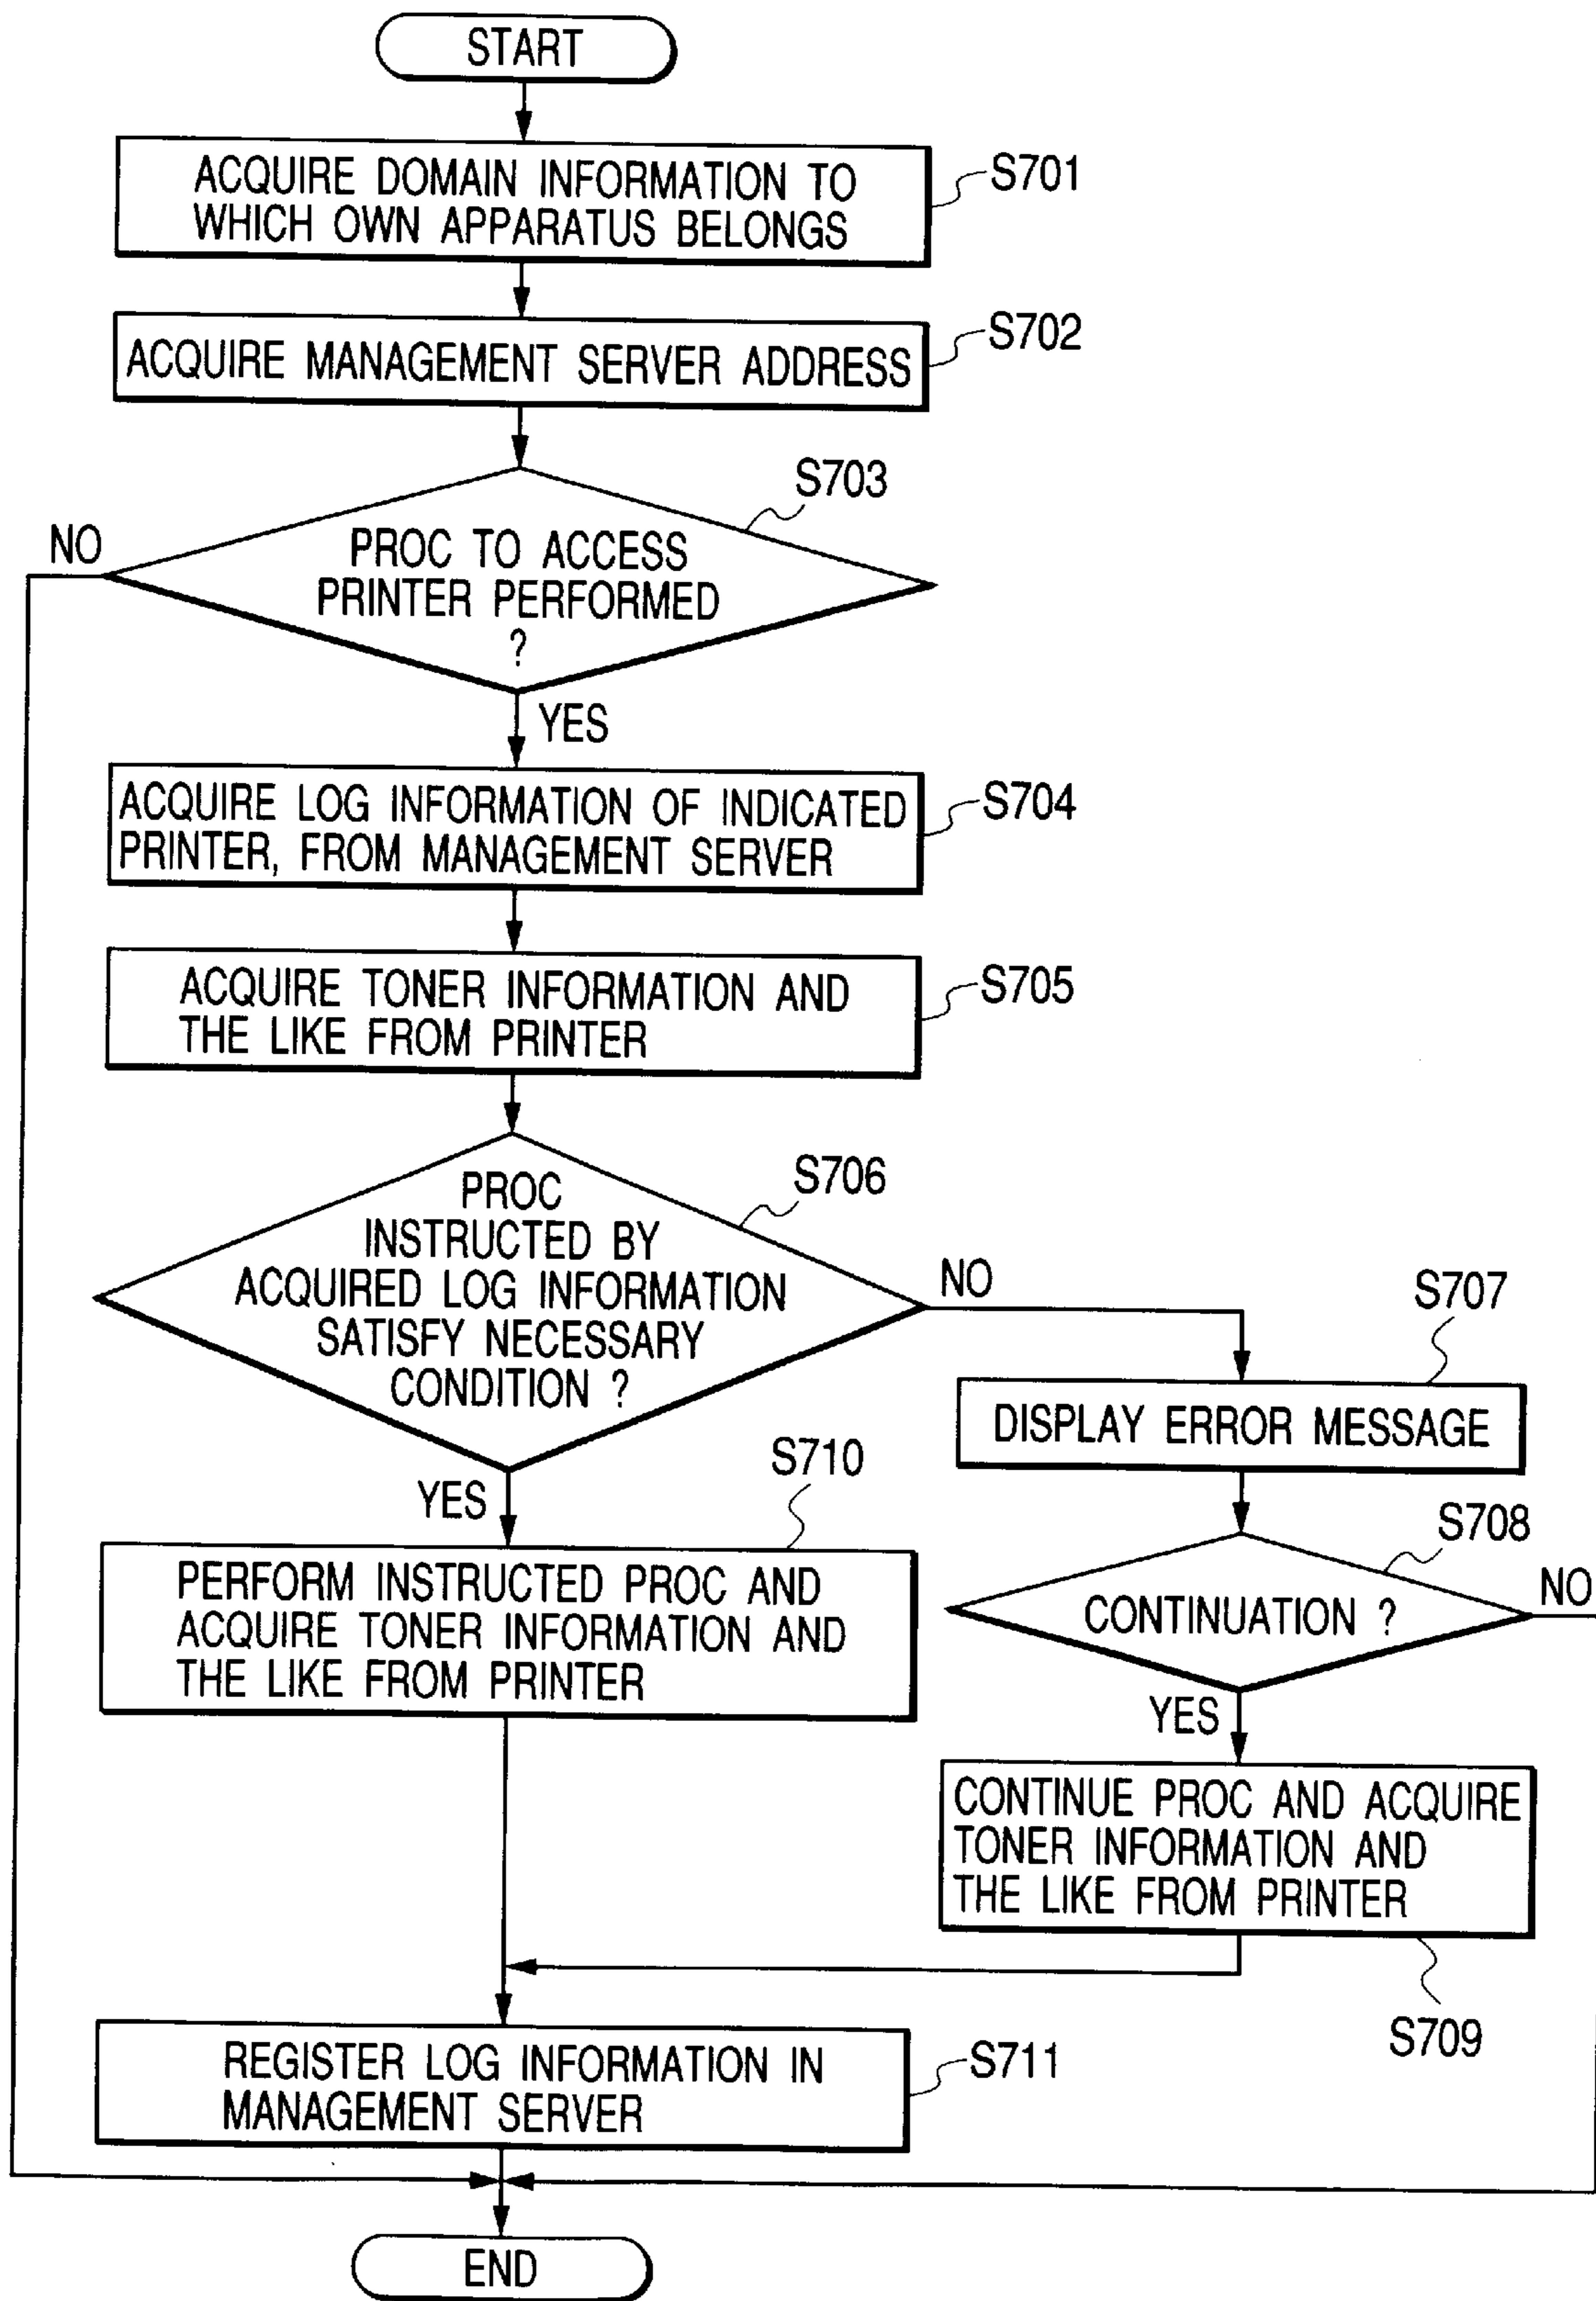 START
ACQUIRE DOMAIN INFORMATION TO
WHICH OWN APPARATUS BELONGS
S701
ACQUIRE MANAGEMENT SERVER ADDRESS
S702
S703
NO
PROC TO ACCESS
PRINTER PERFORMED
?
YES
ACQUIRE LOG INFORMATION OF INDICATED
PRINTER, FROM MANAGEMENT SERVER
S704
ACQUIRE TONER INFORMATION AND
THE LIKE FROM PRINTER
S705
S706
PROC
INSTRUCTED BY
ACQUIRED LOG INFORMATION
SATISFY NECESSARY
CONDITION ?
NO
S707
DISPLAY ERROR MESSAGE
YES
S710
PERFORM INSTRUCTED PROC AND
ACQUIRE TONER INFORMATION AND
THE LIKE FROM PRINTER
S708
CONTINUATION ?
NO
YES
CONTINUE PROC AND ACQUIRE
TONER INFORMATION AND
THE LIKE FROM PRINTER
S709
REGISTER LOG INFORMATION IN
MANAGEMENT SERVER
S711
END